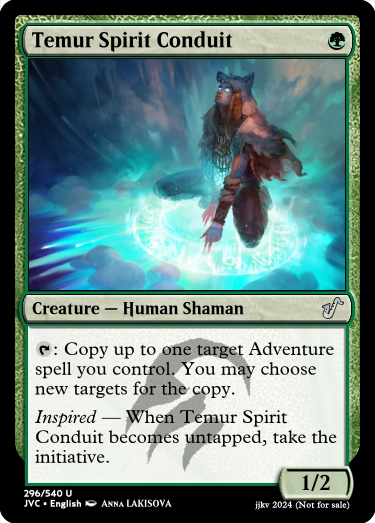 Temur Spirit Conduit
Creature — Human Shaman
: Copy up to one target Adventure
spell you control. You may choose
new targets for the copy.
Inspired — When Temur Spirit
Conduit becomes untapped, take the
initiative.
1/2
296/540 U
JVC • English ANNA LAKISOVA
jjkv 2024 (Not for sale)